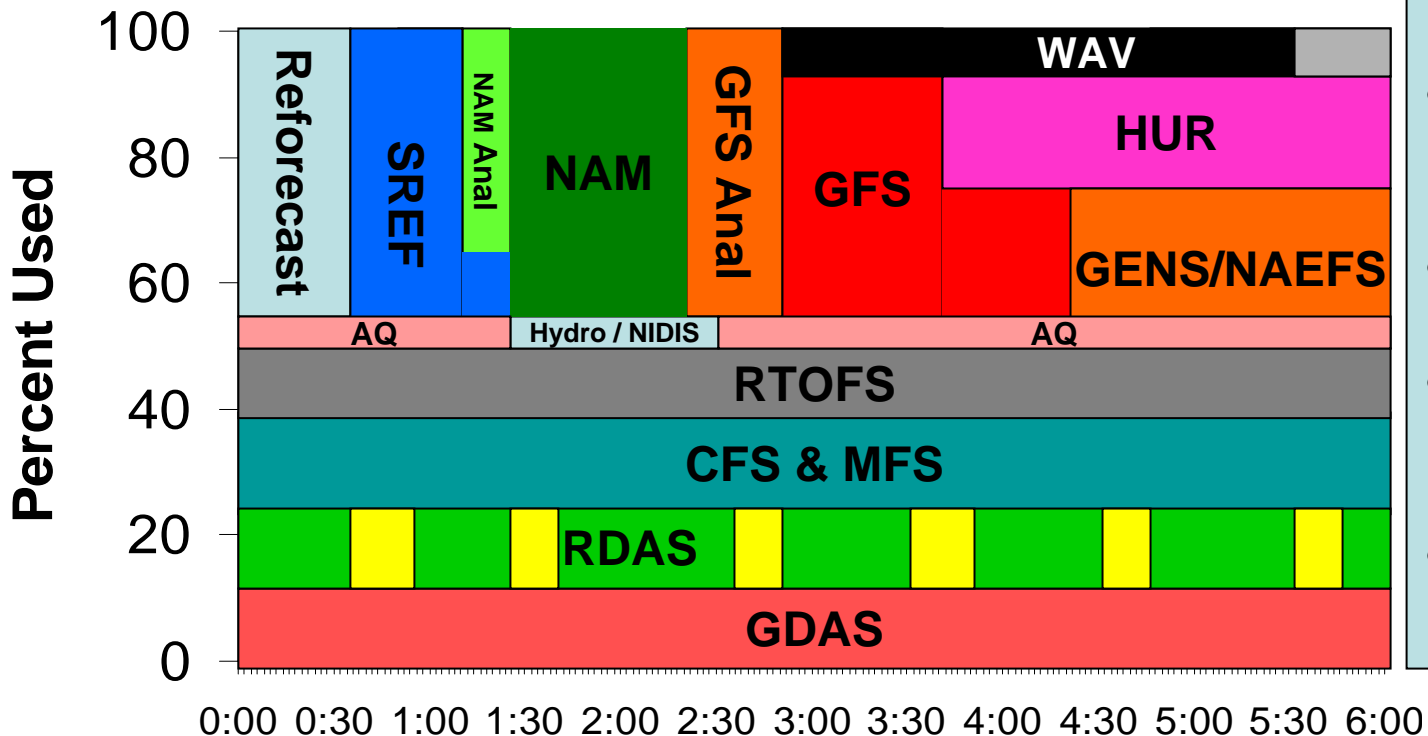 100
80
60
40
20
0
Percent Used
Reforecast
SREF
NAM Anal
NAM
GFS Anal
WAV
GFS
HUR
GENS/NAEFS
AQ
Hydro / NIDIS
AQ
RTOFS
CFS & MFS
RDAS
GDAS
0:00 0:30 1:00 1:30 2:00 2:30 3:00 3:30 4:00 4:30 5:00 5:30 6:00